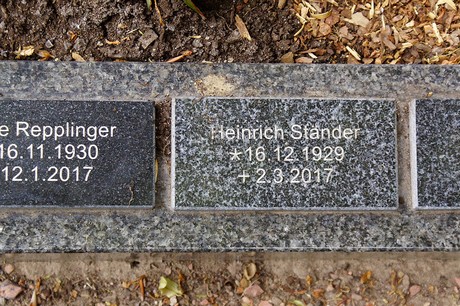 e Repplinger
16.11.1930
12.1.2017
Heinrich Stander
*16.12.1929
+2.3.2017